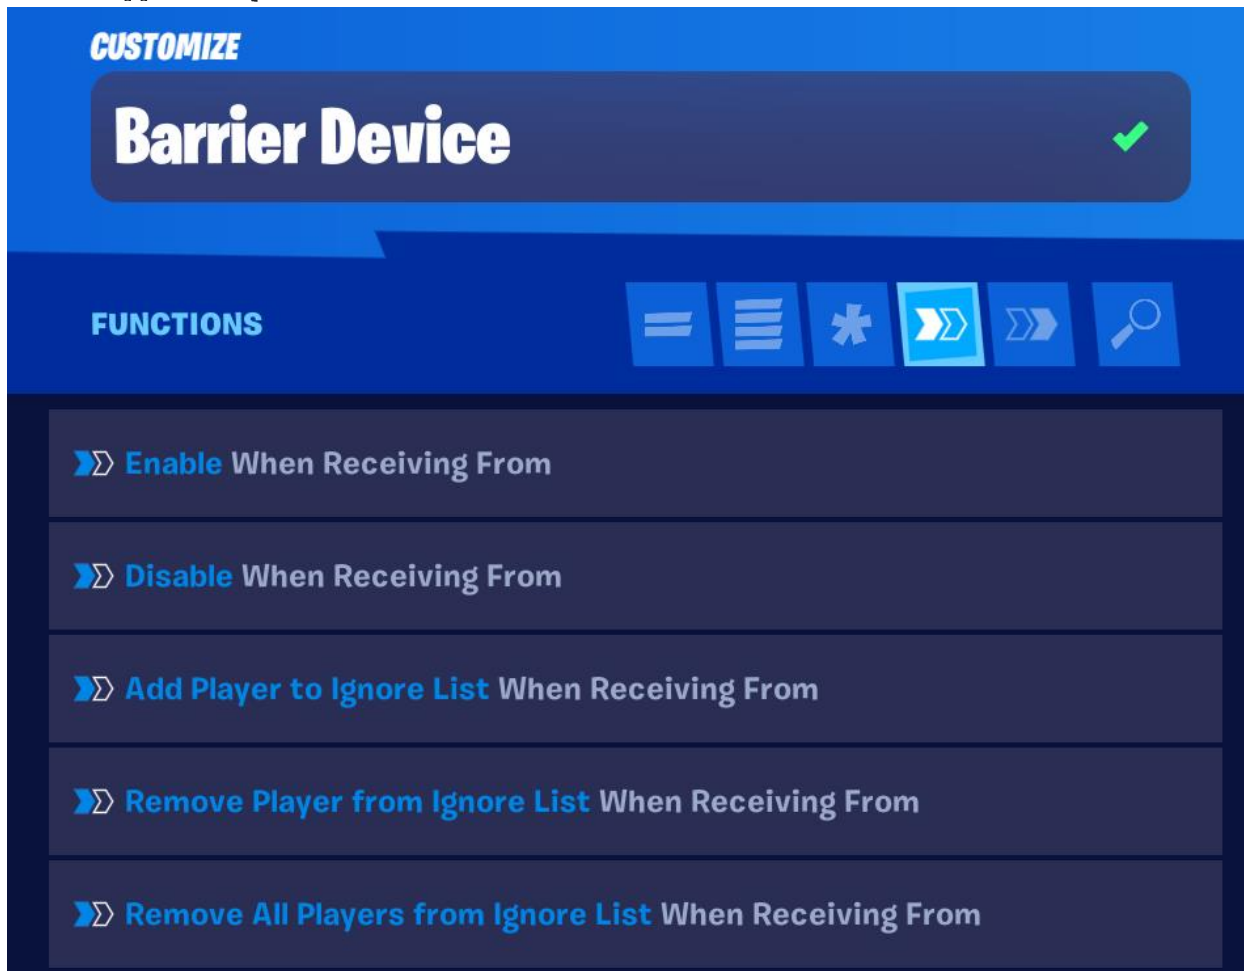 CUSTOMIZE
Barrier Device
FUNCTIONS
Enable When Receiving From
Disable When Receiving From
Add Player to Ignore List When Receiving From
Remove Player from Ignore List When Receiving From
Remove All Players from Ignore List When Receiving From